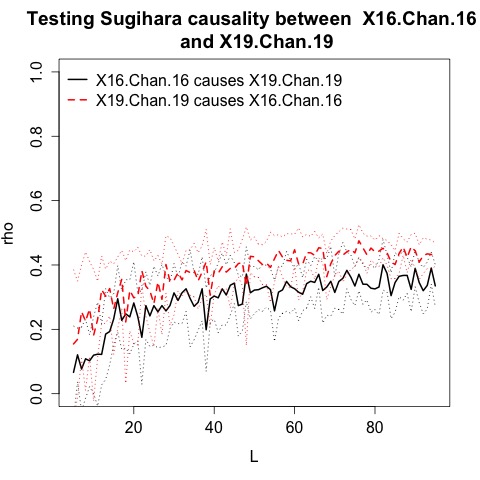 Testing Sugihara causality between X16.Chan.16
and X19.Chan.19
X16.Chan.16 causes X19.Chan.19
X19.Chan.19 causes X16.Chan.16
rho
1.0
0.8
0.6
0.4
0.2
0.0
20 40 60 80
L